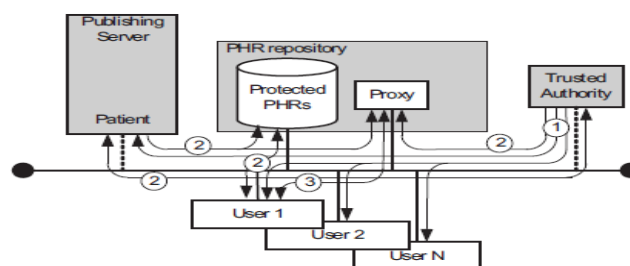 Publishing
Server
Patient
PHR repository
Protected
PHRs
Proxy
Trusted
Authority
1
2
2
2
2
3
User 1
User 2
User N